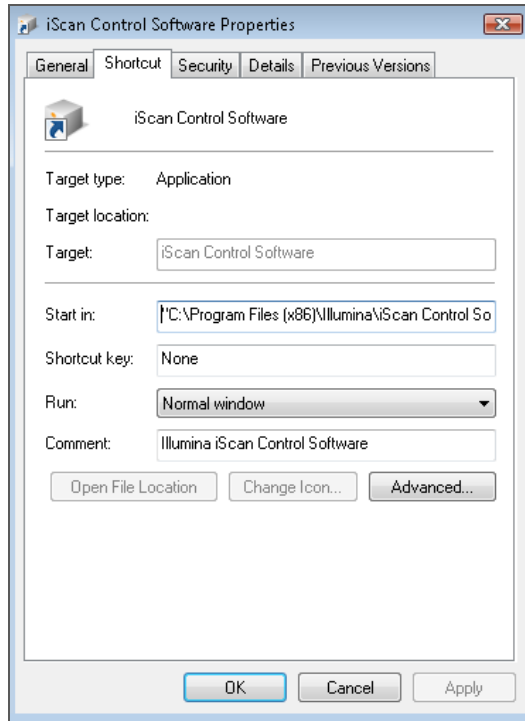 iScan Control Software Properties
General Shortcut Security Details Previous Versions
iScan Control Software
Target type: Application
Target location:
Target: iScan Control Software
Start in: "C:\Program Files (x86)\Illumina\iScan Control So
Shortcut key: None
Run: Normal window
Comment: Illumina iScan Control Software
Open File Location Change Icon... Advanced...
OK Cancel Apply